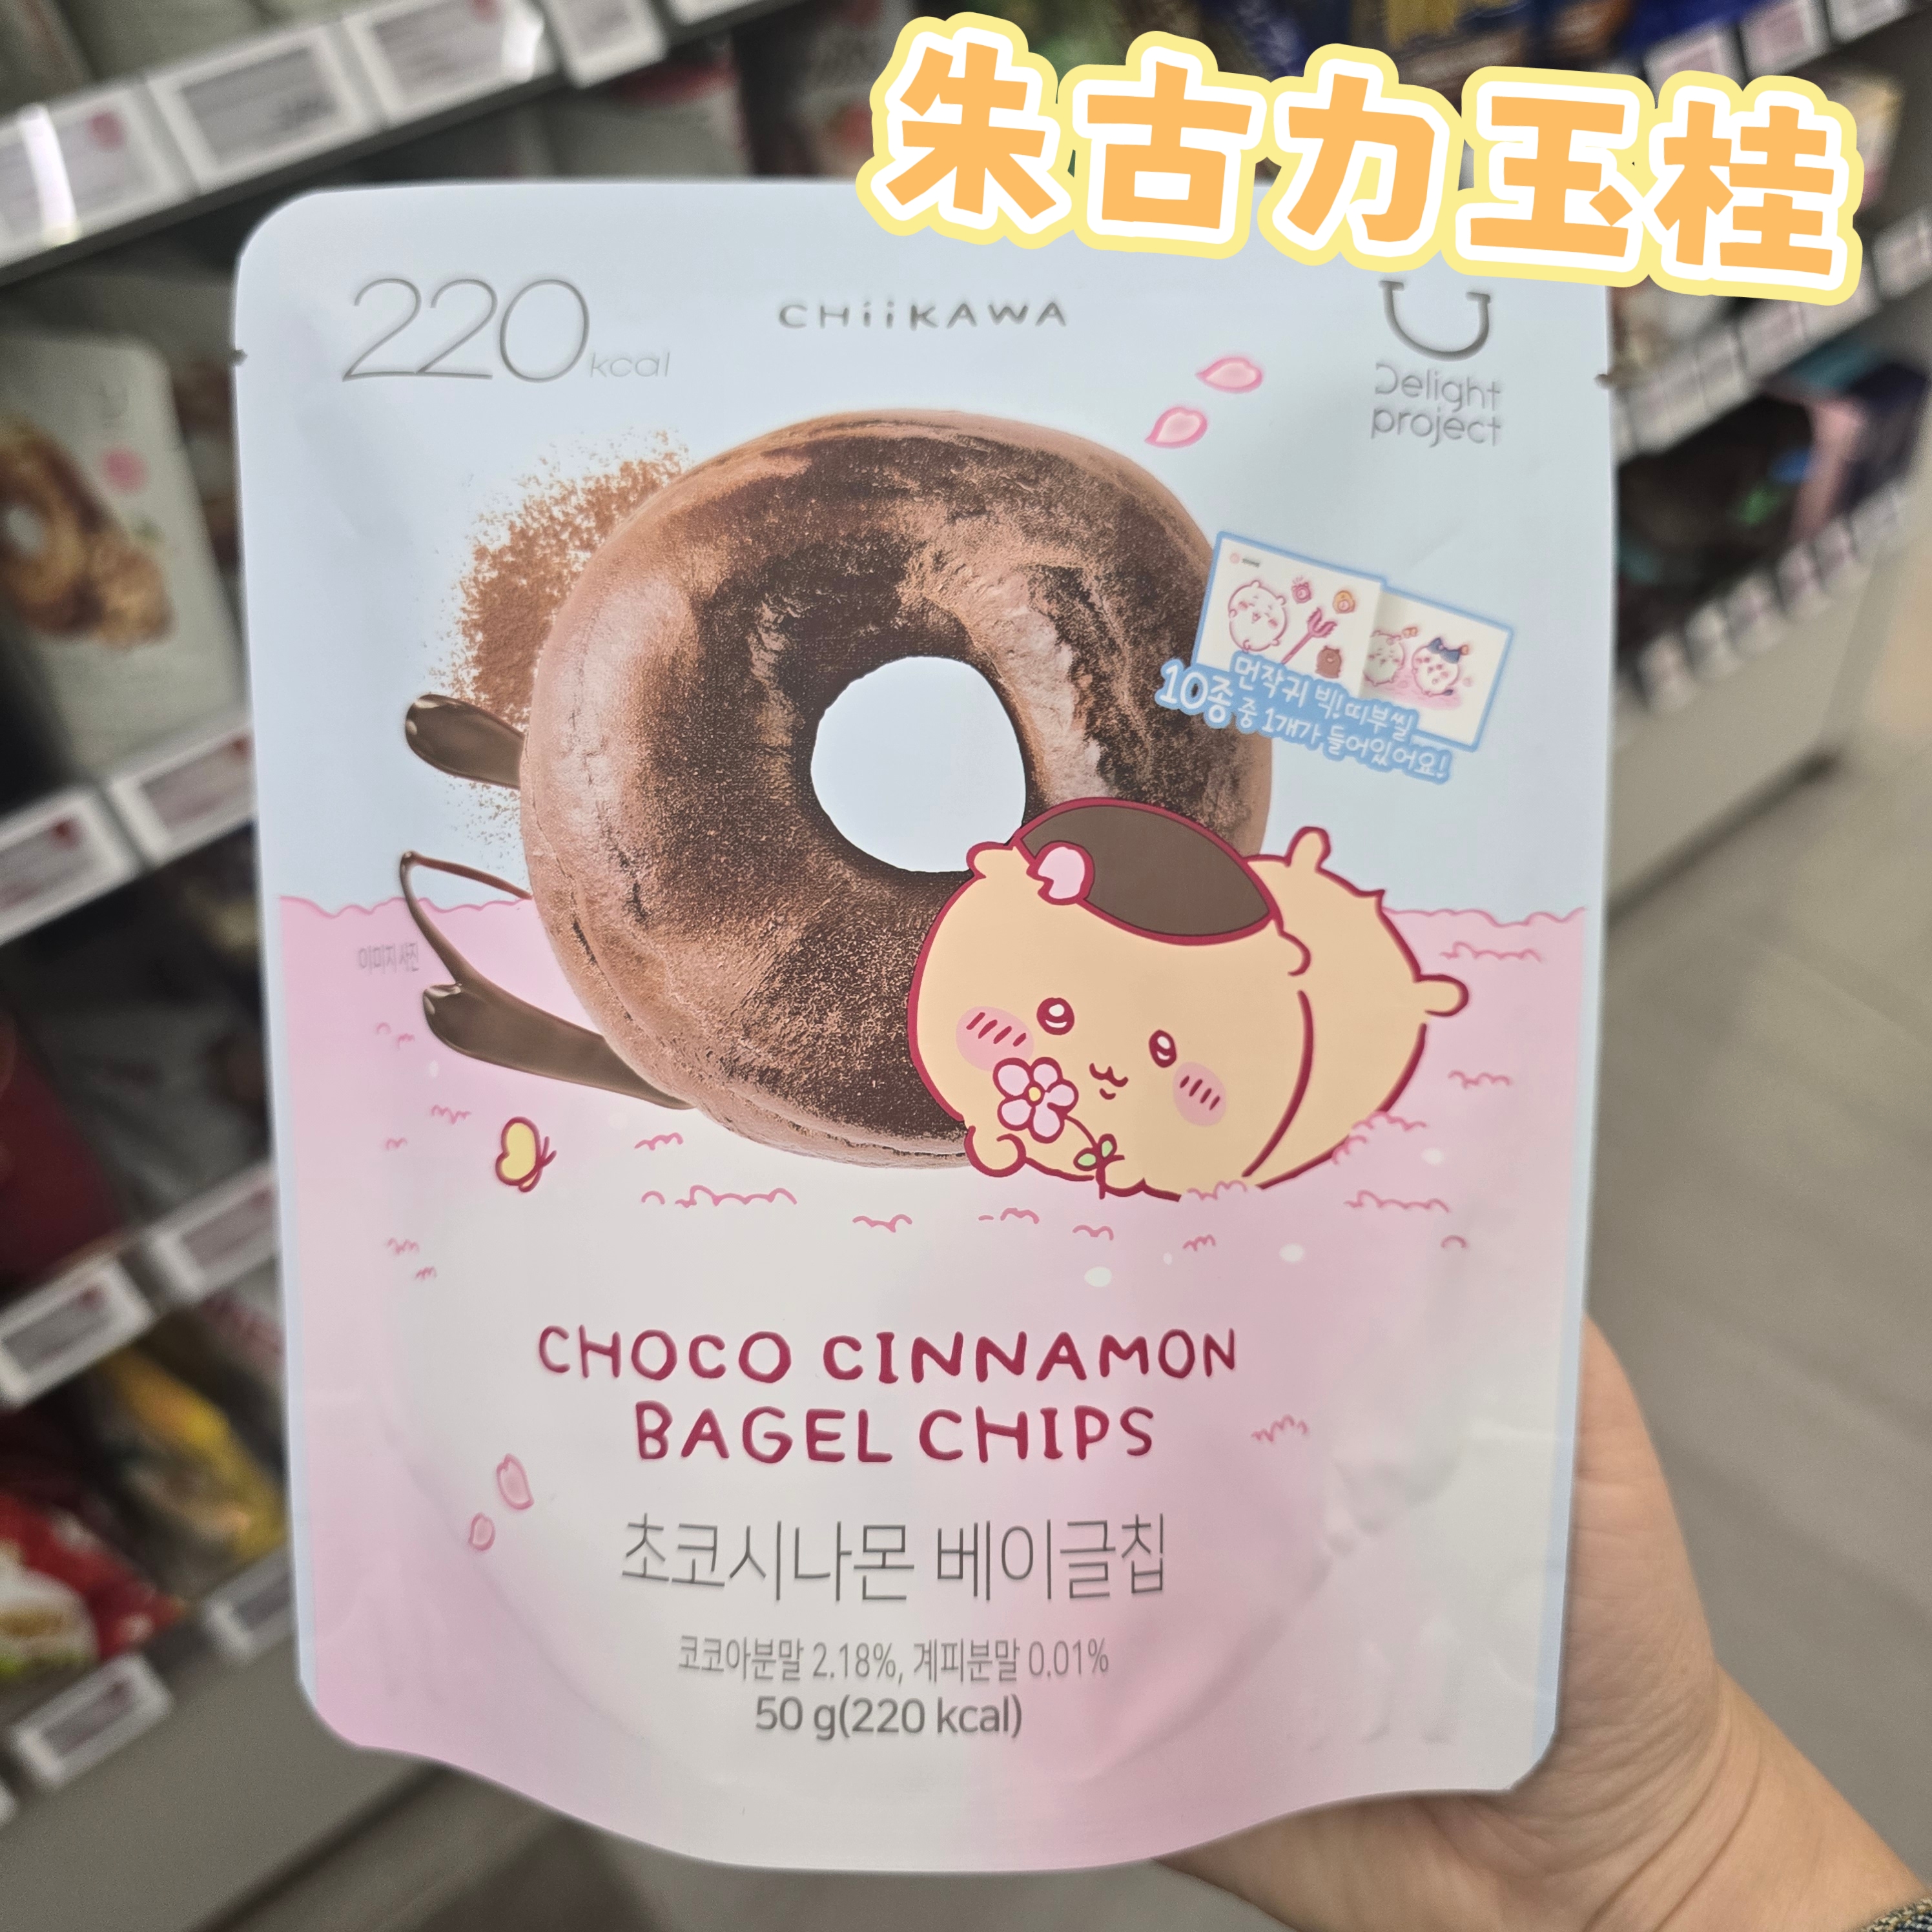 朱古力玉桂
220 kcal
CHiiKAWA
Delight
project
먼작귀 빅! 띠부씰
10종 중 1개가 들어있어요!
이미지 사진
CHOCO CINNAMON
BAGEL CHIPS
초코시나몬 베이글칩
코코아분말 2.18%, 계피분말 0.01%
50 g(220 kcal)